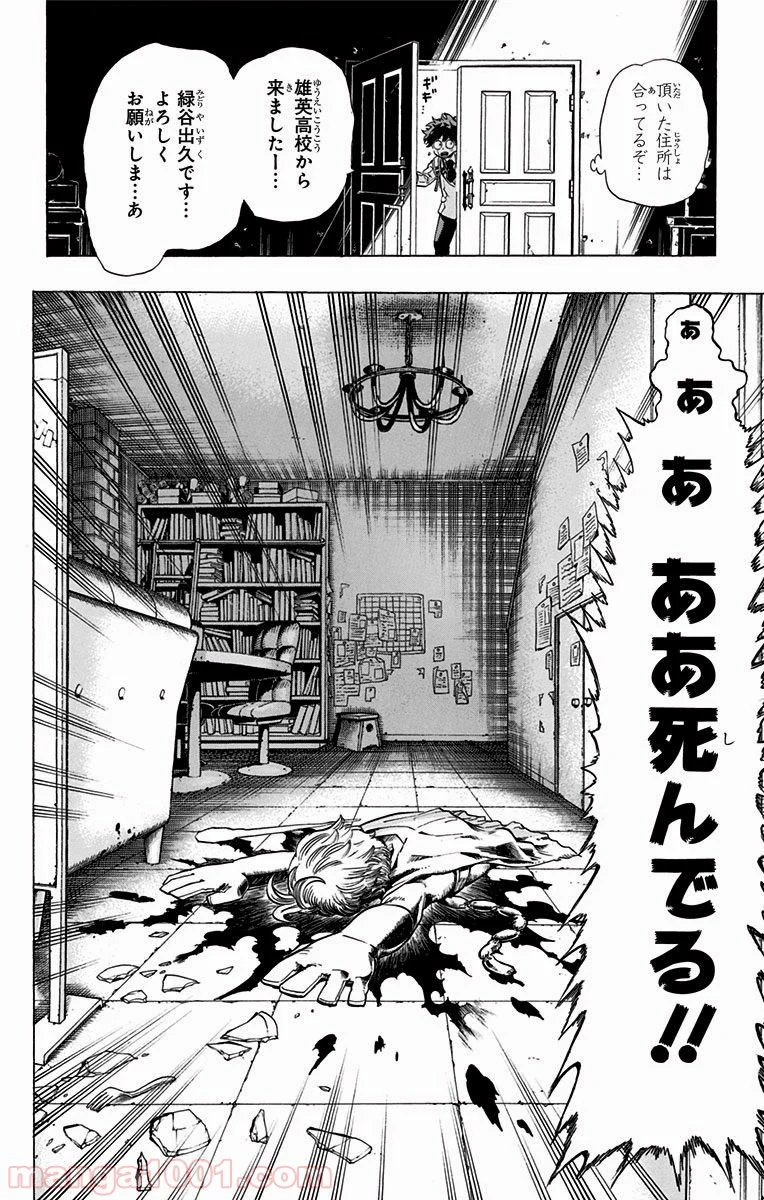 頂いた住所は
合ってるぞ…
ギギ…
雄英高校から
来ましたー…
緑谷出久です…
よろしく
お願いしま…あ
ぁあああああ死んでる!!
manga1001.com